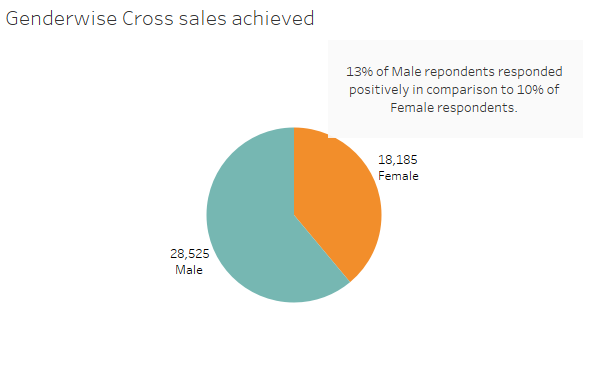 Genderwise Cross sales achieved
13% of Male repondents responded
positively in comparison to 10% of
Female respondents.
18,185
Female
28,525
Male